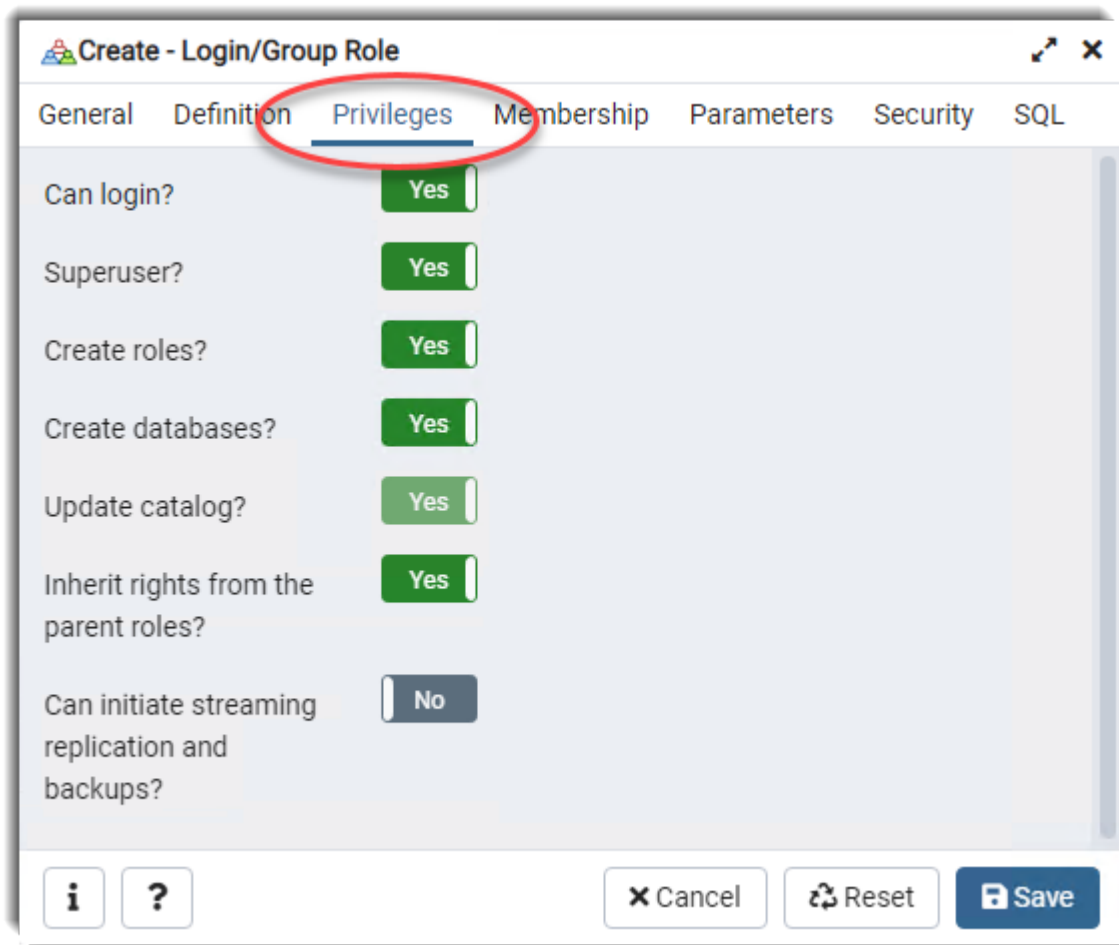 Create - Login/Group Role
General Definition Privileges Membership Parameters Security SQL
Can login? Yes
Superuser? Yes
Create roles? Yes
Create databases? Yes
Update catalog? Yes
Inherit rights from the Yes
parent roles?
Can initiate streaming No
replication and
backups?
i ? Cancel Reset Save